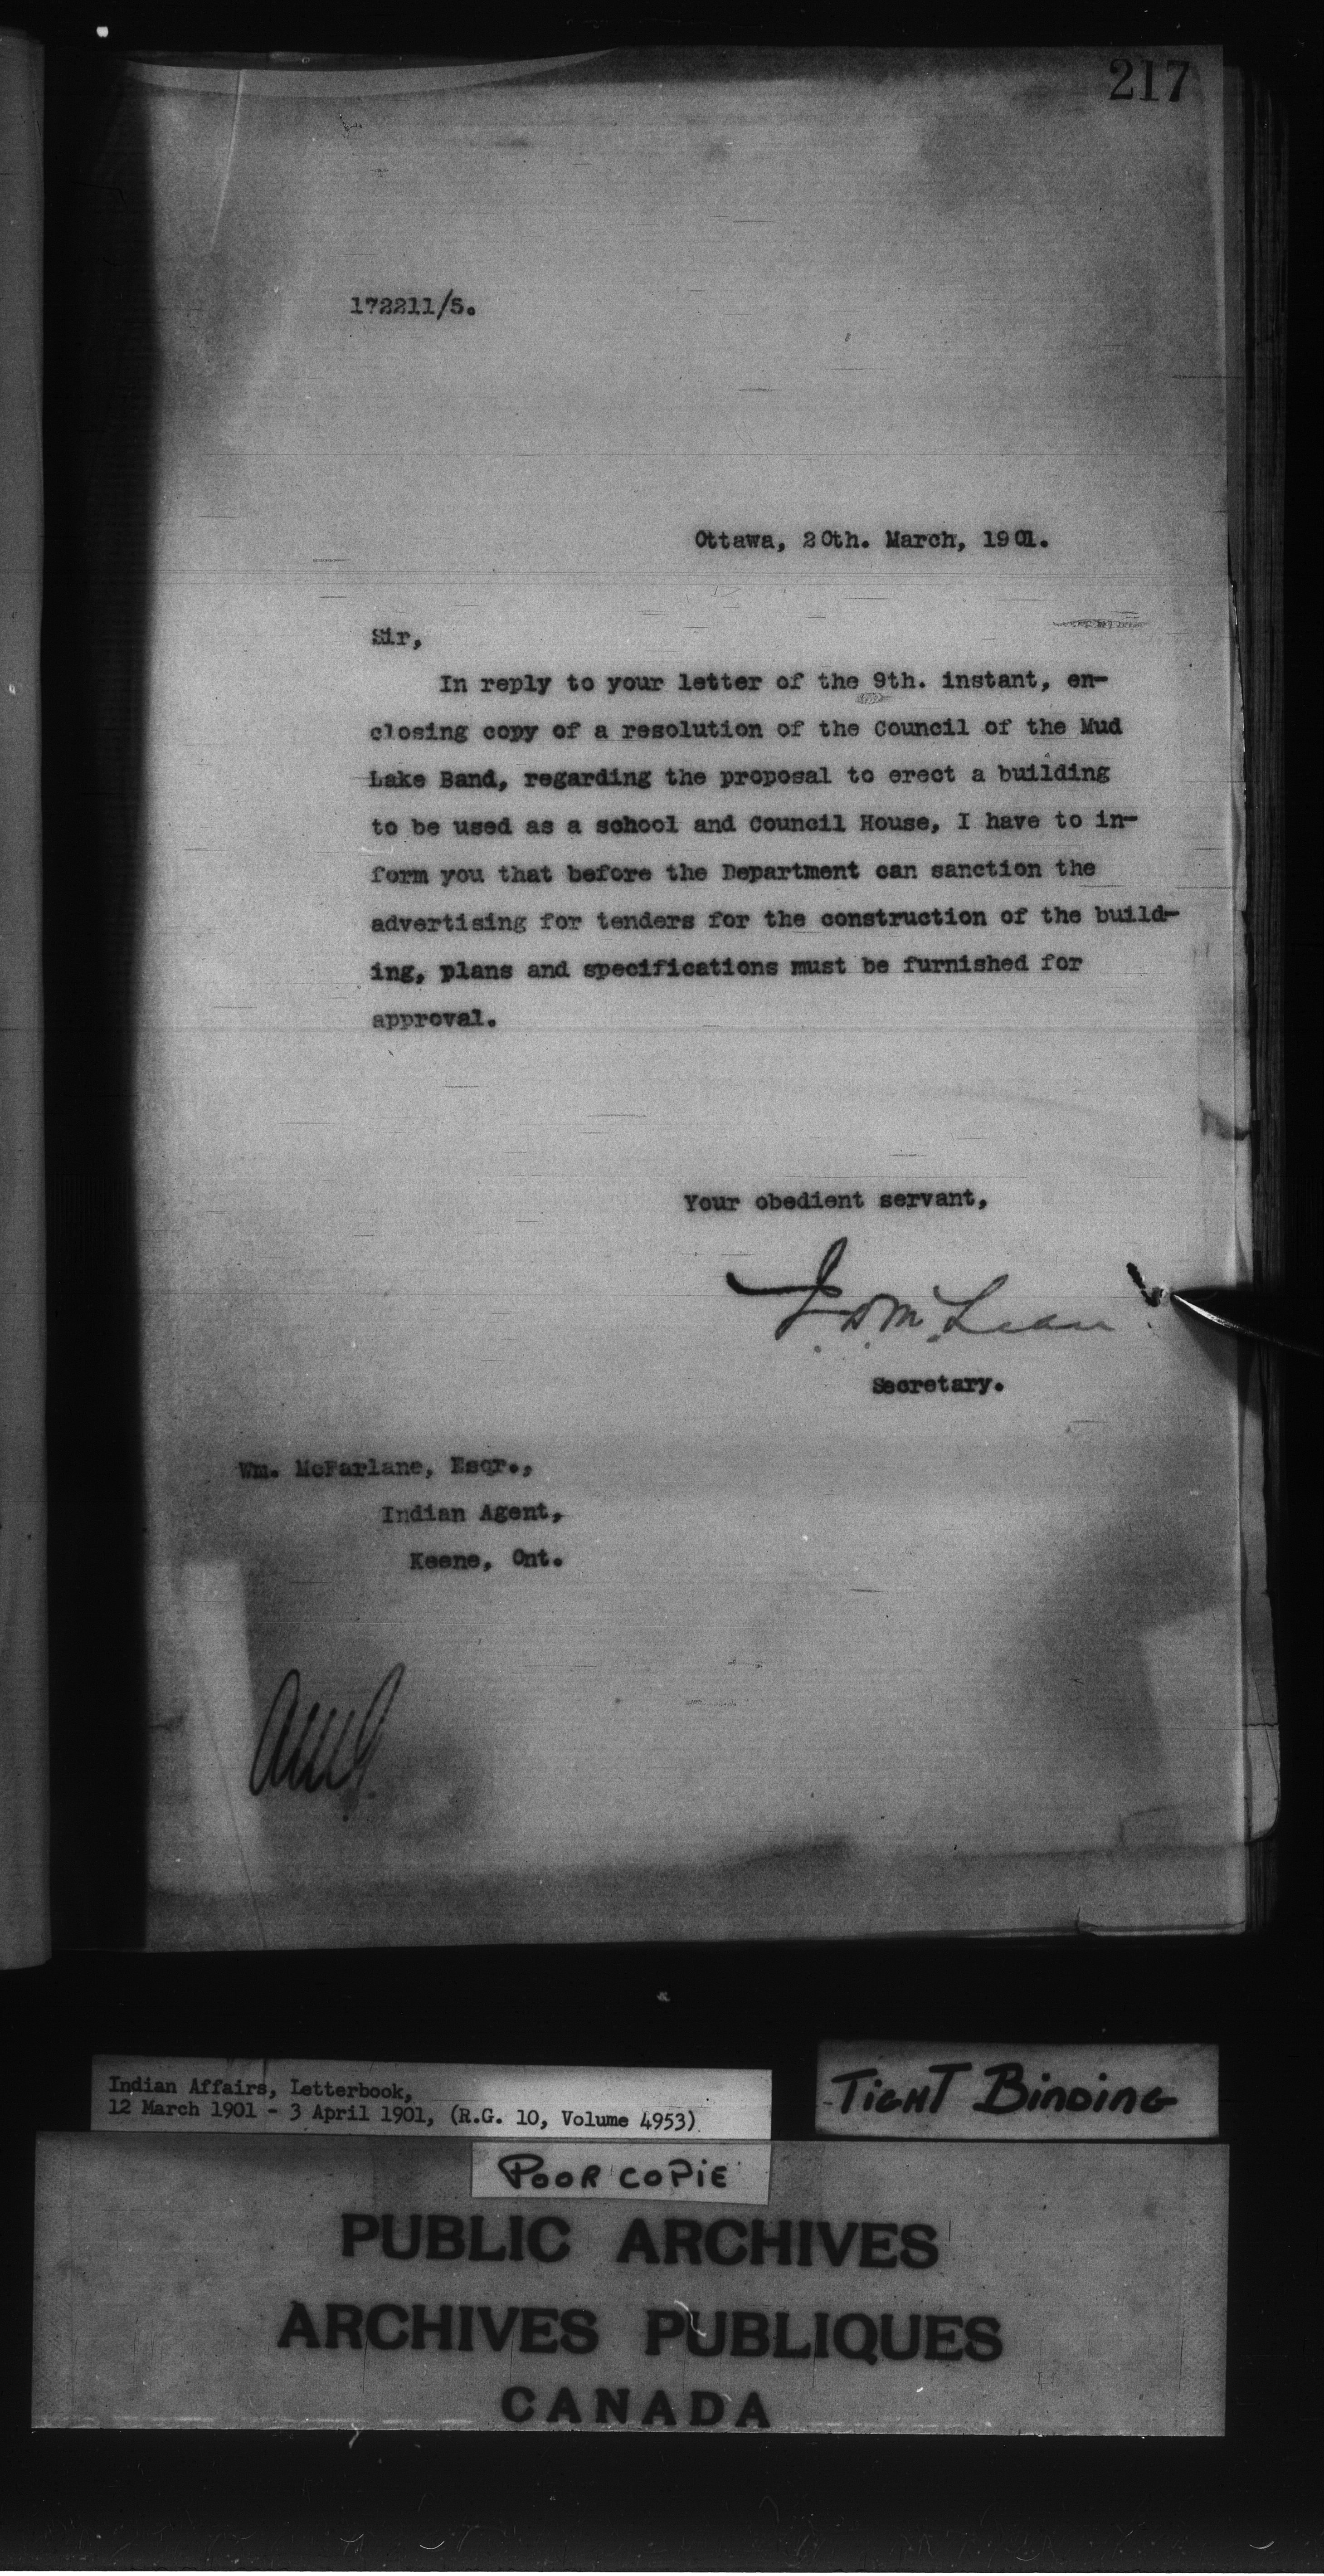 217
172211/5.
Ottawa, 20th. March, 1901.
Sir,
In reply to your letter of the 9th. instant, en-
closing copy of a resolution of the Council of the Mud
Lake Band, regarding the proposal to erect a building
to be used as a school and Council House, I have to in-
form you that before the Department can sanction the
advertising for tenders for the construction of the build-
ing, plans and specifications must be furnished for
approval.
Your obedient servant,
J. D. McLean
Secretary.
Wm. McFarlane, Esqr.,
Indian Agent,
Keene, Ont.
Indian Affairs, Letterbook,
12 March 1901 - 3 April 1901, (R.G. 10, Volume 4953)
TIGHT BINDING
POOR COPIE
PUBLIC ARCHIVES
ARCHIVES PUBLIQUES
CANADA